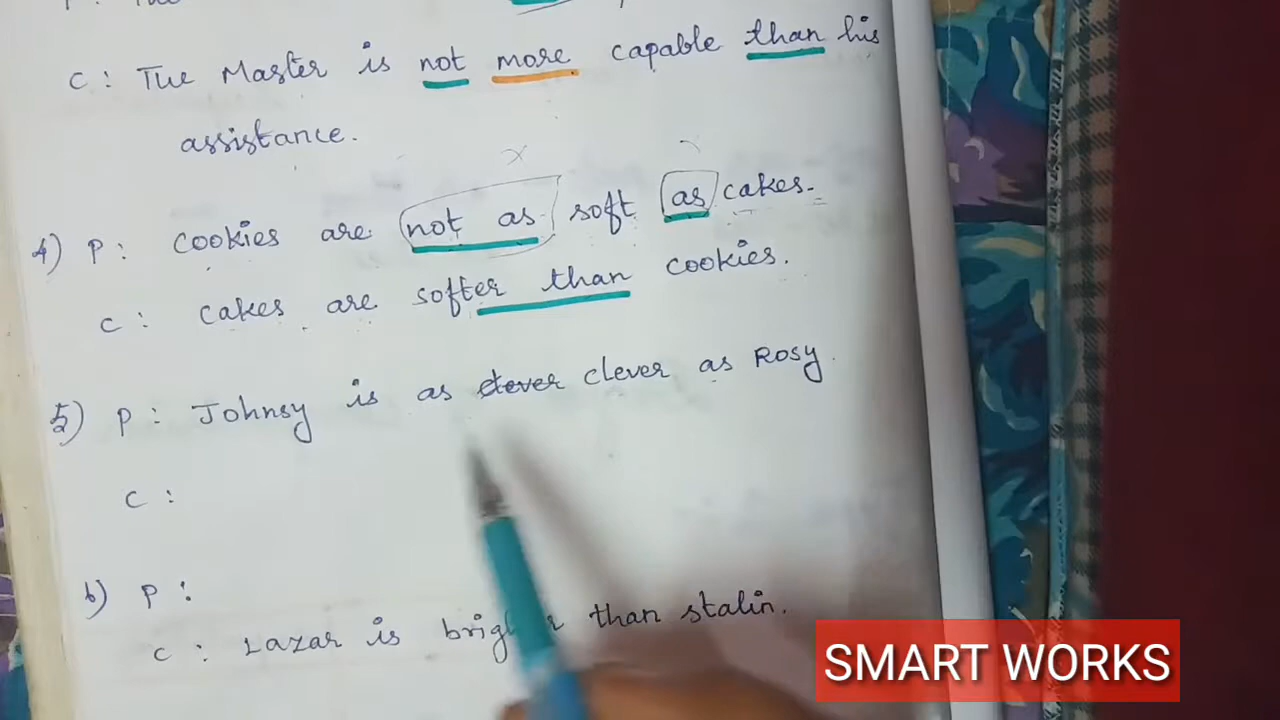 C : The Master is not more capable than his
assistance.
4) P : Cookies are not as soft as cakes.
C : Cakes are softer than cookies.
5) P : Johnsy is as clever as Rosy.
C :
6) P :
C : Lazar is than stalin.
SMART WORKS